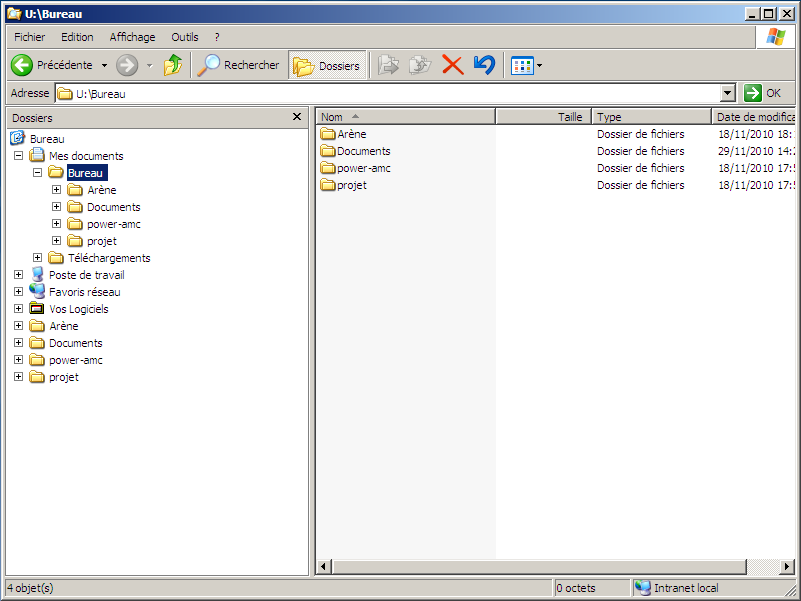 U:\Bureau
Fichier Edition Affichage Outils ?
Précédente Rechercher Dossiers
Adresse U:\Bureau OK
Dossiers
Bureau
Mes documents
Bureau
Arène
Documents
power-amc
projet
Téléchargements
Poste de travail
Favoris réseau
Vos Logiciels
Arène
Documents
power-amc
projet
Nom Taille Type Date de modifica
Arène Dossier de fichiers 18/11/2010 18:
Documents Dossier de fichiers 29/11/2010 14:2
power-amc Dossier de fichiers 18/11/2010 17:5
projet Dossier de fichiers 18/11/2010 17:5
4 objet(s) 0 octets Intranet local